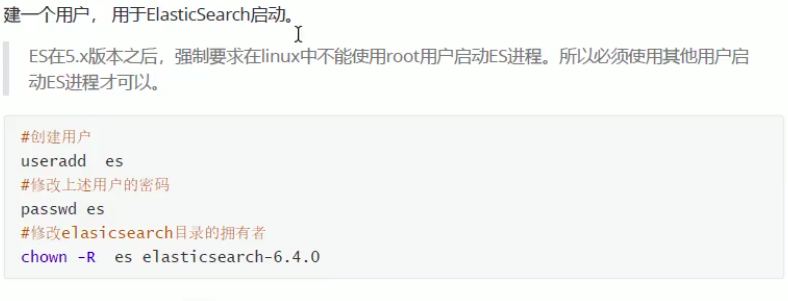 建一个用户， 用于ElasticSearch启动。
ES在5.x版本之后，强制要求在linux中不能使用root用户启动ES进程。所以必须使用其他用户启
动ES进程才可以。
#创建用户
useradd  es
#修改上述用户的密码
passwd es
#修改elasicsearch目录的拥有者
chown -R  es elasticsearch-6.4.0